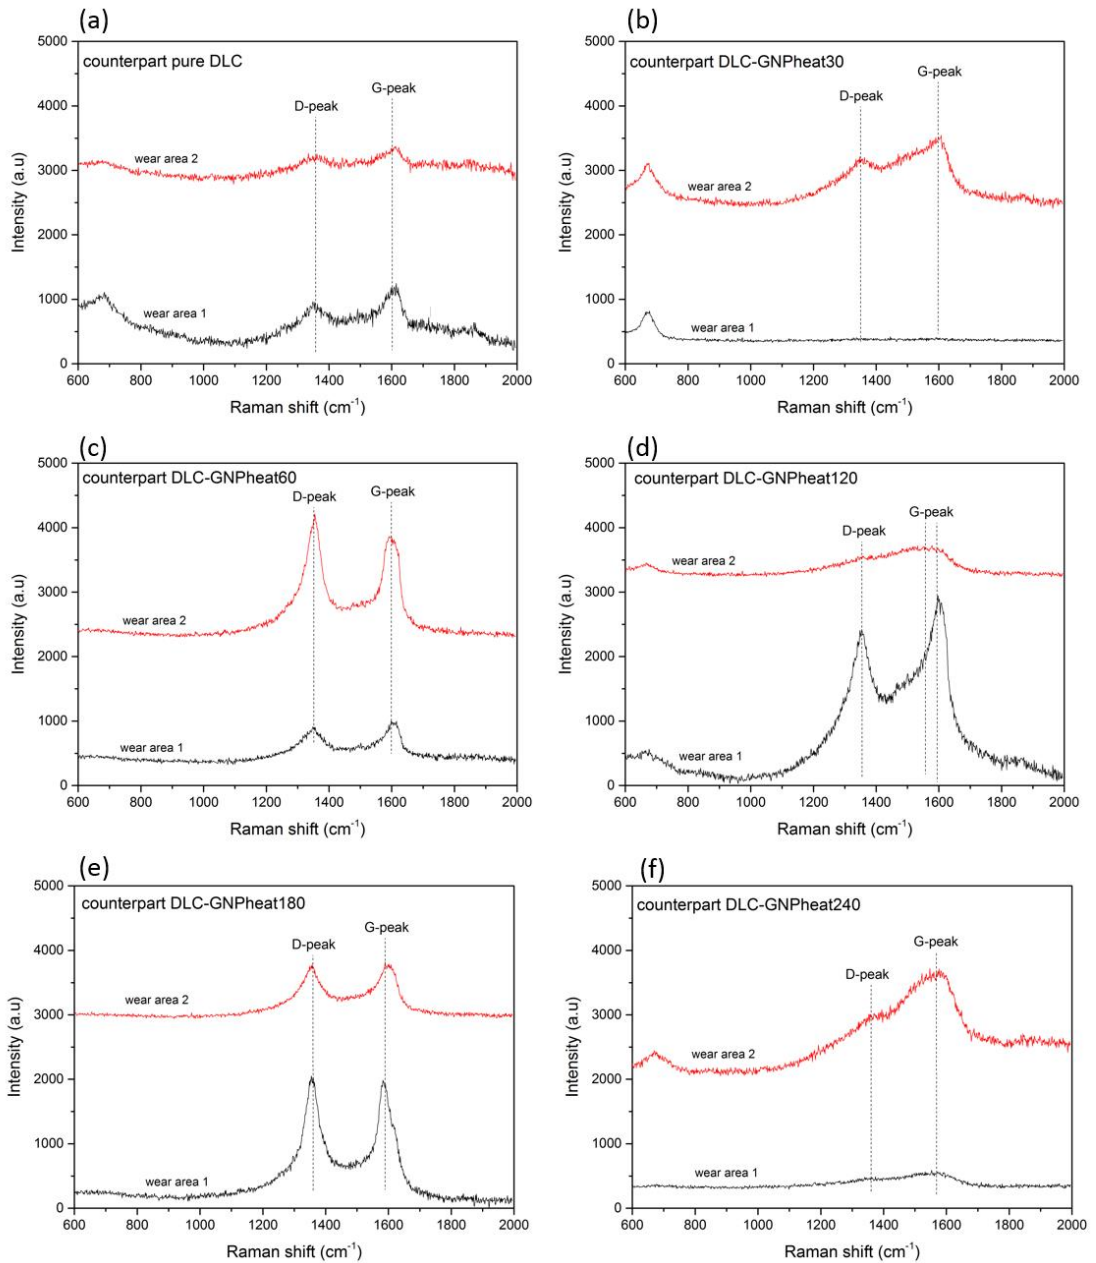 (a)
counterpart pure DLC
D-peak
G-peak
wear area 2
wear area 1
5000
4000
3000
2000
1000
0
600 800 1000 1200 1400 1600 1800 2000
Intensity (a.u)
Raman shift (cm⁻¹)
(b)
counterpart DLC-GNPheat30
G-peak
D-peak
wear area 2
wear area 1
5000
4000
3000
2000
1000
0
600 800 1000 1200 1400 1600 1800 2000
Intensity (a.u)
Raman shift (cm⁻¹)
(c)
counterpart DLC-GNPheat60
D-peak
G-peak
wear area 2
wear area 1
5000
4000
3000
2000
1000
0
600 800 1000 1200 1400 1600 1800 2000
Intensity (a.u)
Raman shift (cm⁻¹)
(d)
counterpart DLC-GNPheat120
G-peak
D-peak
wear area 2
wear area 1
5000
4000
3000
2000
1000
0
600 800 1000 1200 1400 1600 1800 2000
Intensity (a.u)
Raman shift (cm⁻¹)
(e)
counterpart DLC-GNPheat180
G-peak
D-peak
wear area 2
wear area 1
5000
4000
3000
2000
1000
0
600 800 1000 1200 1400 1600 1800 2000
Intensity (a.u)
Raman shift (cm⁻¹)
(f)
counterpart DLC-GNPheat240
G-peak
D-peak
wear area 2
wear area 1
5000
4000
3000
2000
1000
0
600 800 1000 1200 1400 1600 1800 2000
Intensity (a.u)
Raman shift (cm⁻¹)